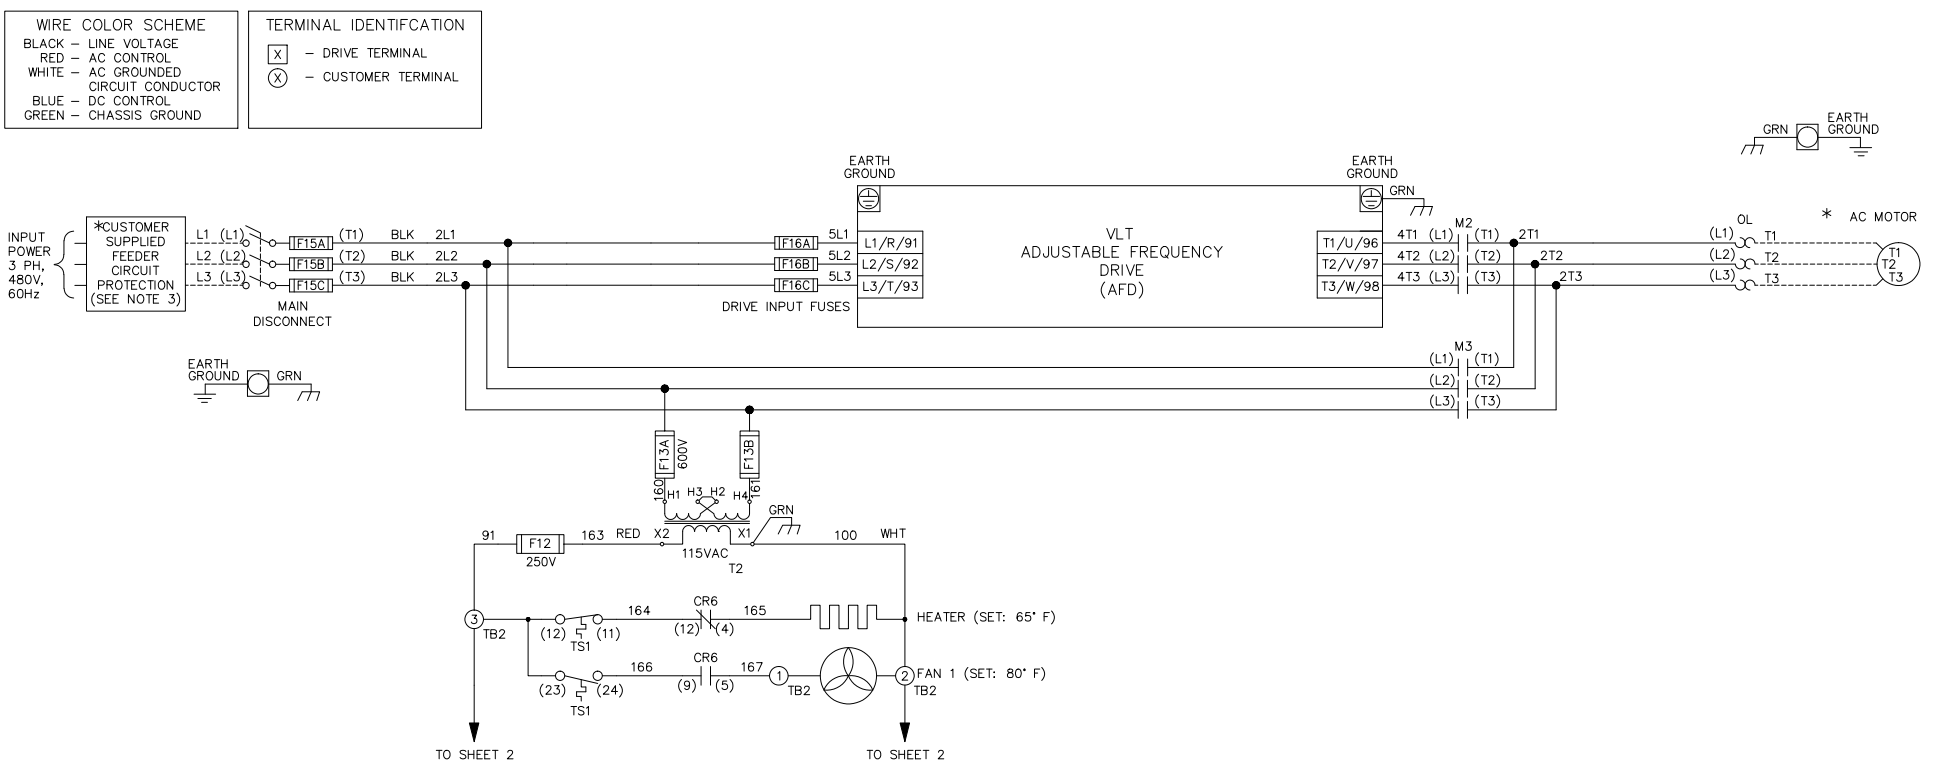 WIRE COLOR SCHEME
BLACK – LINE VOLTAGE
RED – AC CONTROL
WHITE – AC GROUNDED
CIRCUIT CONDUCTOR
BLUE – DC CONTROL
GREEN – CHASSIS GROUND
TERMINAL IDENTIFCATION
X – DRIVE TERMINAL
X – CUSTOMER TERMINAL
INPUT
POWER
3 PH,
480V,
60Hz
*CUSTOMER
SUPPLIED
FEEDER
CIRCUIT
PROTECTION
(SEE NOTE 3)
L1 (L1) F15A (T1) BLK 2L1
L2 (L2) F15B (T2) BLK 2L2
L3 (L3) F15C (T3) BLK 2L3
MAIN
DISCONNECT
EARTH
GROUND GRN
F16A 5L1
F16B 5L2
F16C 5L3
DRIVE INPUT FUSES
EARTH
GROUND
L1/R/91
L2/S/92
L3/T/93
VLT
ADJUSTABLE FREQUENCY
DRIVE
(AFD)
EARTH
GROUND
GRN
T1/U/96
T2/V/97
T3/W/98
M2
4T1 (L1) (T1) 2T1
4T2 (L2) (T2) 2T2
4T3 (L3) (T3) 2T3
M3
(L1) (T1)
(L2) (T2)
(L3) (T3)
GRN
EARTH
GROUND
OL
(L1) T1
(L2) T2
(L3) T3
* AC MOTOR
T1
T2
T3
F13A
600V
F13B
160
161
H1 H3 H2 H4
GRN
91 F12 163 RED X2 X1 100 WHT
250V
115VAC
T2
3
TB2
(12) (11)
TS1
164
CR6
(12) (4)
165
HEATER (SET: 65° F)
(23) (24)
TS1
166
CR6
(9) (5)
167
1
TB2
2
TB2
FAN 1 (SET: 80° F)
TO SHEET 2
TO SHEET 2